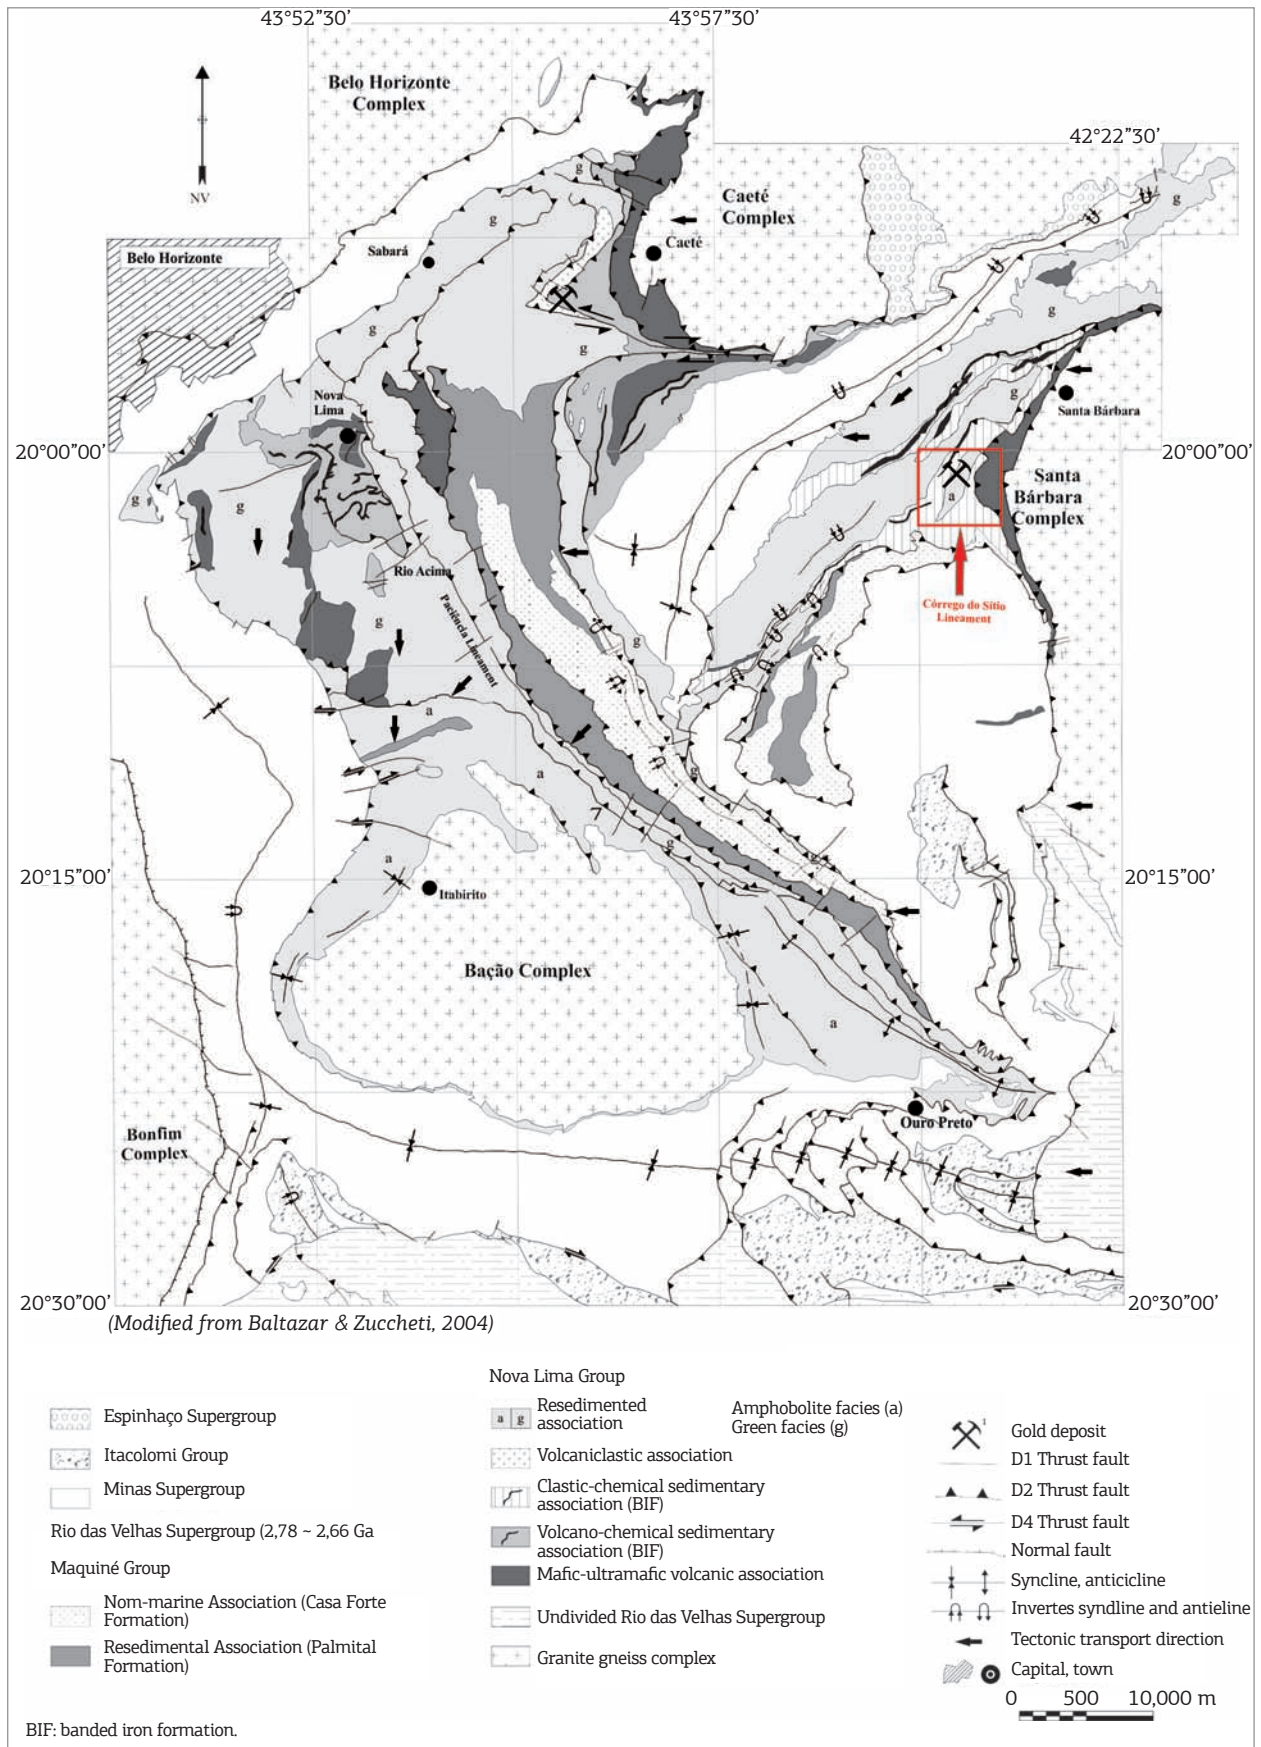 43°52”30’
43°57”30’
Belo Horizonte
Complex
42°22”30’
NV
g
g
Caeté
Complex
g
Sabará
Caeté
Belo Horizonte
g
g
g
g
Nova
Lima
Santa Bárbara
20°00”00’
20°00”00’
Santa
Bárbara
Complex
g
g
a
Rio Acima
Paciência Lineament
Córrego do Sítio
Lineament
g
g
a
a
g
g
g
a
20°15”00’
20°15”00’
Itabirito
Bação Complex
a
Ouro Preto
Bonfim
Complex
20°30”00’
20°30”00’
(Modified from Baltazar & Zuccheti, 2004)
Espinhaço Supergroup
Itacolomi Group
Minas Supergroup
Rio das Velhas Supergroup (2,78 ~ 2,66 Ga
Maquiné Group
Nom-marine Association (Casa Forte
Formation)
Resedimental Association (Palmital
Formation)
Nova Lima Group
a g
Resedimented
association
Amphobolite facies (a)
Green facies (g)
Volcaniclastic association
Clastic-chemical sedimentary
association (BIF)
Volcano-chemical sedimentary
association (BIF)
Mafic-ultramafic volcanic association
Undivided Rio das Velhas Supergroup
Granite gneiss complex
1
Gold deposit
D1 Thrust fault
D2 Thrust fault
D4 Thrust fault
Normal fault
Syncline, anticicline
Invertes syndline and antieline
Tectonic transport direction
Capital, town
0 500 10,000 m
BIF: banded iron formation.